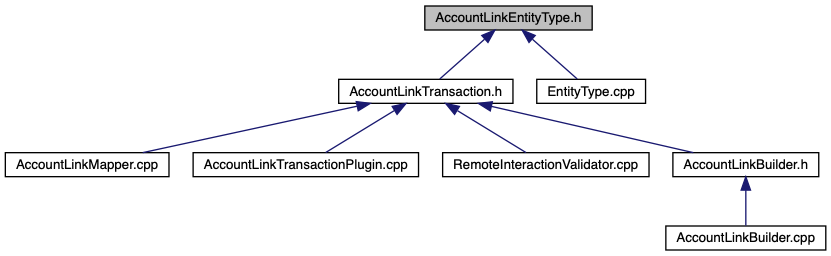 AccountLinkEntityType.h
AccountLinkTransaction.h
EntityType.cpp
AccountLinkMapper.cpp
AccountLinkTransactionPlugin.cpp
RemoteInteractionValidator.cpp
AccountLinkBuilder.h
AccountLinkBuilder.cpp